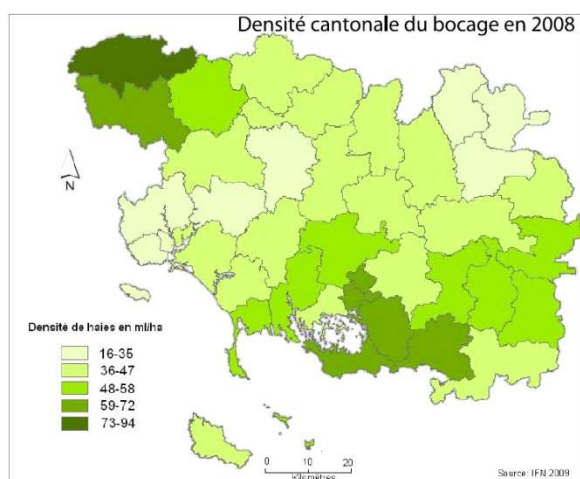 Densité cantonale du bocage en 2008
N
Densité de haies en ml/ha
16-35
36-47
48-58
59-72
73-94
0 10 20
Kilomètres
Source: IFN 2009